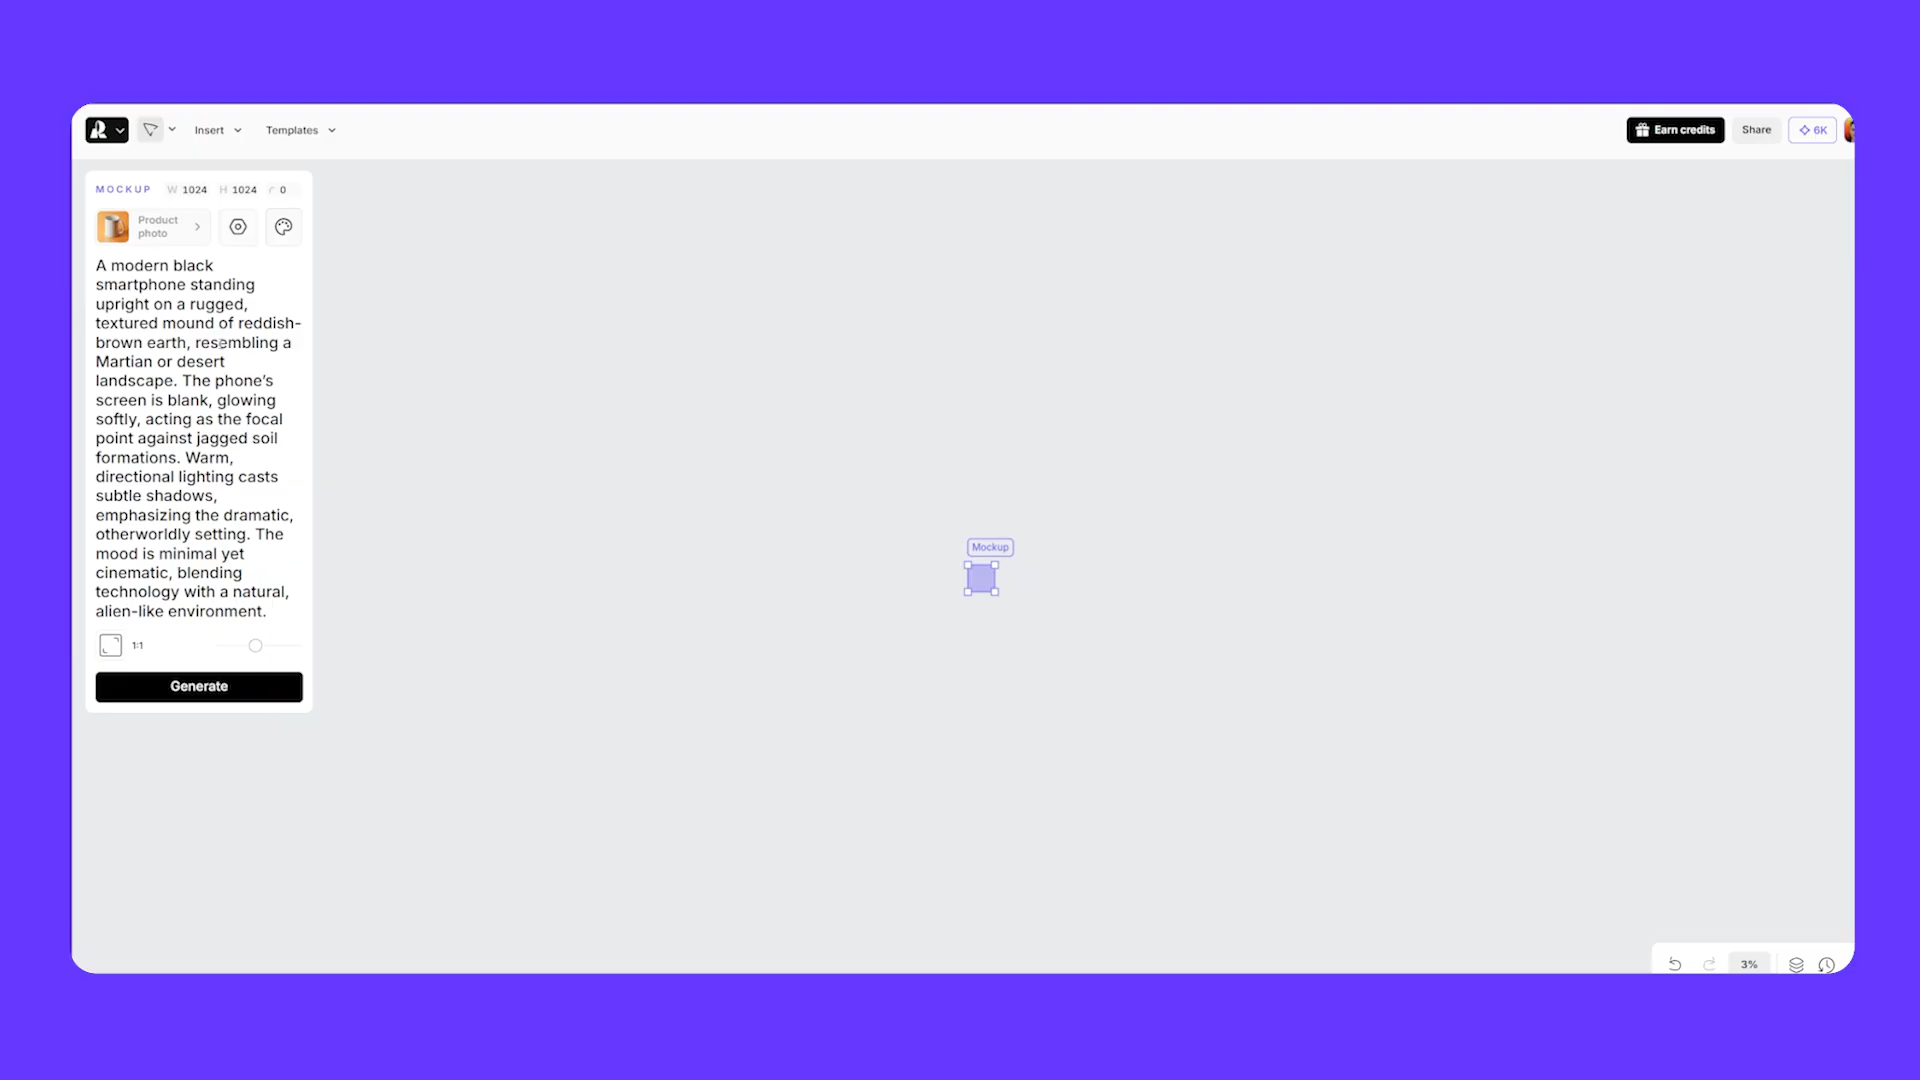 Insert
Templates
Earn credits
Share
6K
MOCKUP W 1024 H 1024 0
Product
photo
A modern black
smartphone standing
upright on a rugged,
textured mound of reddish-
brown earth, resembling a
Martian or desert
landscape. The phone’s
screen is blank, glowing
softly, acting as the focal
point against jagged soil
formations. Warm,
directional lighting casts
subtle shadows,
emphasizing the dramatic,
otherworldly setting. The
mood is minimal yet
cinematic, blending
technology with a natural,
alien-like environment.
1:1
Generate
Mockup
3%